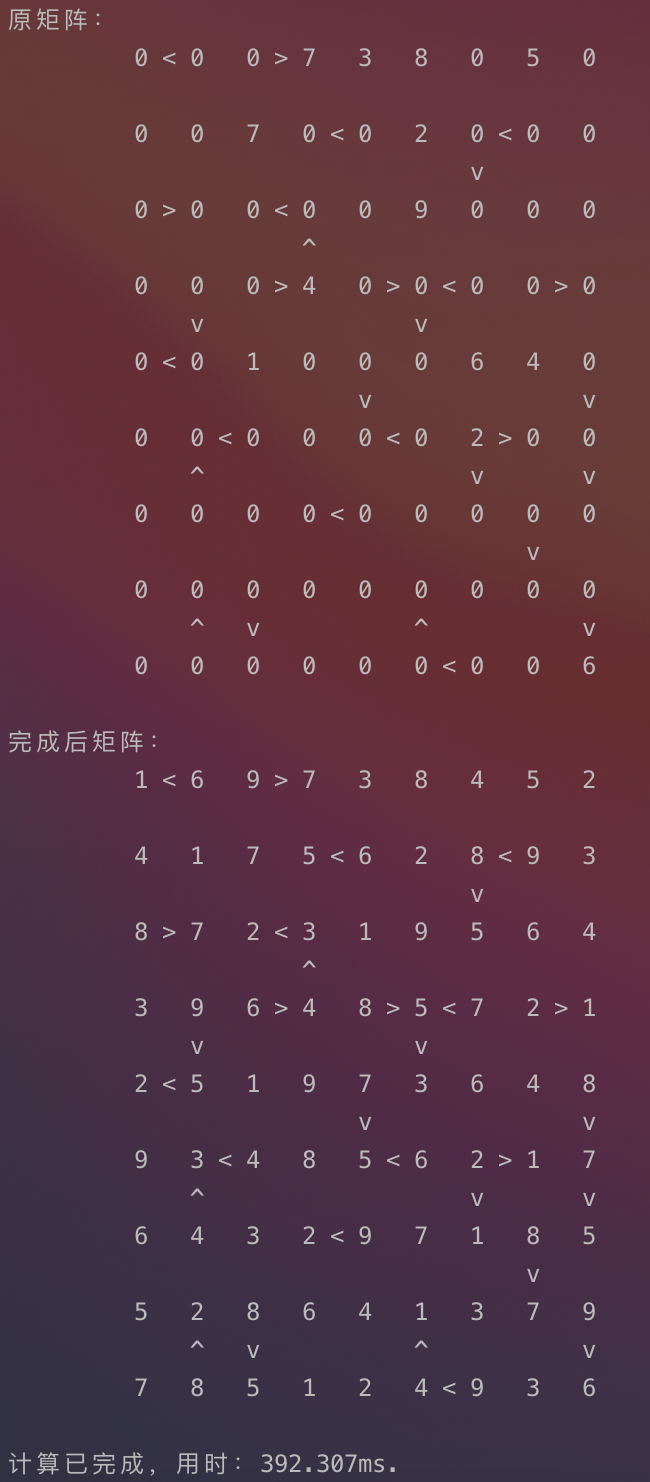 原矩阵:
0 < 0 0 > 7 3 8 0 5 0
0 0 7 0 < 0 2 0 < 0 0
v
0 > 0 0 < 0 0 9 0 0 0
^
0 0 0 > 4 0 > 0 < 0 0 > 0
v v
0 < 0 1 0 0 0 6 4 0
v v
0 0 < 0 0 0 < 0 2 > 0 0
^ v v
0 0 0 0 < 0 0 0 0 0
v
0 0 0 0 0 0 0 0 0
^ v ^ v
0 0 0 0 0 0 < 0 0 6
完成后矩阵:
1 < 6 9 > 7 3 8 4 5 2
4 1 7 5 < 6 2 8 < 9 3
v
8 > 7 2 < 3 1 9 5 6 4
^
3 9 6 > 4 8 > 5 < 7 2 > 1
v v
2 < 5 1 9 7 3 6 4 8
v v
9 3 < 4 8 5 < 6 2 > 1 7
^ v v
6 4 3 2 < 9 7 1 8 5
v
5 2 8 6 4 1 3 7 9
^ v ^ v
7 8 5 1 2 4 < 9 3 6
计算已完成, 用时: 392.307ms.